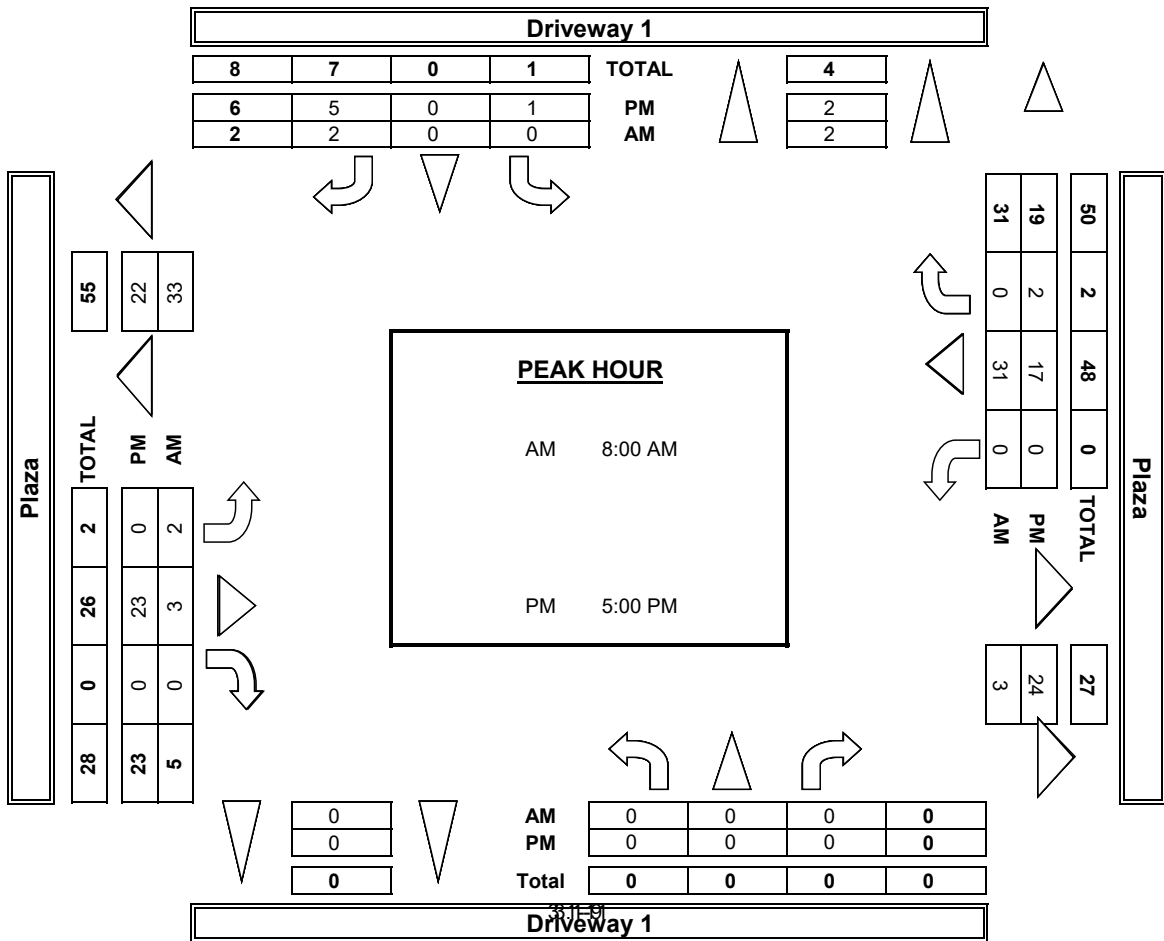 Driveway 1
8 7 0 1 TOTAL 4
6 5 0 1 PM 2
2 2 0 0 AM 2
Plaza
55 22 33
TOTAL PM AM
2 0 2
26 23 3
0 0 0
28 23 5
PEAK HOUR
AM 8:00 AM
PM 5:00 PM
31 19 50
0 2 2
31 17 48
0 0 0
AM PM TOTAL
3 24 27
Plaza
0 AM 0 0 0 0
0 PM 0 0 0 0
0 Total 0 0 0 0
Driveway 1